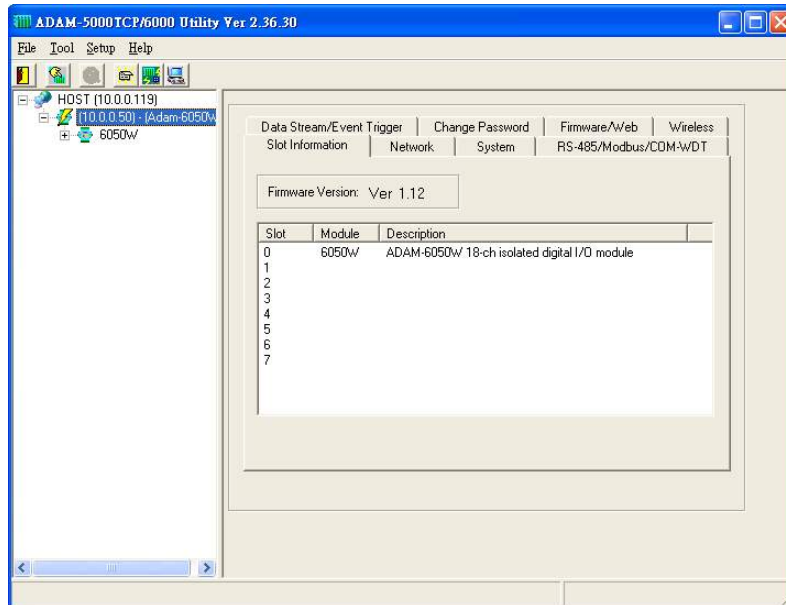 ADAM-5000TCP/6000 Utility Ver 2.36.30
File Tool Setup Help
HOST (10.0.0.119)
(10.0.0.50) - (Adam-6050W
6050W
Data Stream/Event Trigger Change Password Firmware/Web Wireless
Slot Information Network System RS-485/Modbus/COM-WDT
Firmware Version: Ver 1.12
Slot Module Description
0 6050W ADAM-6050W 18-ch isolated digital I/O module
1
2
3
4
5
6
7